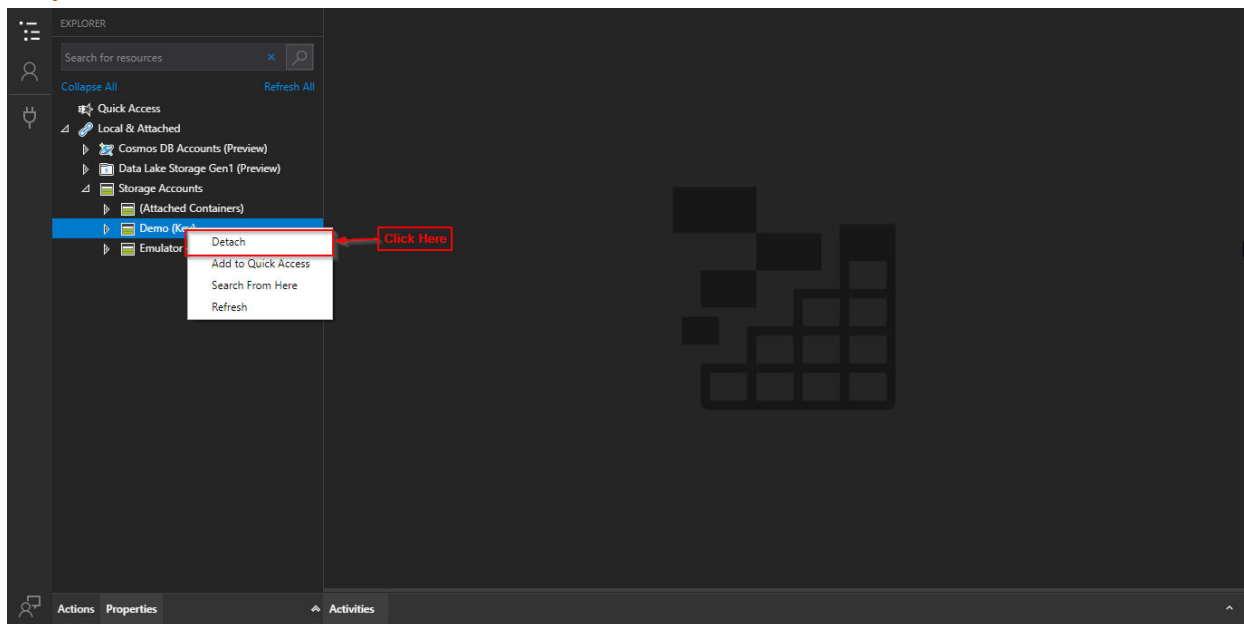 EXPLORER
Search for resources
Collapse All Refresh All
Quick Access
Local & Attached
Cosmos DB Accounts (Preview)
Data Lake Storage Gen1 (Preview)
Storage Accounts
(Attached Containers)
Demo (Key)
Emulator
Detach
Click Here
Add to Quick Access
Search From Here
Refresh
Actions Properties Activities